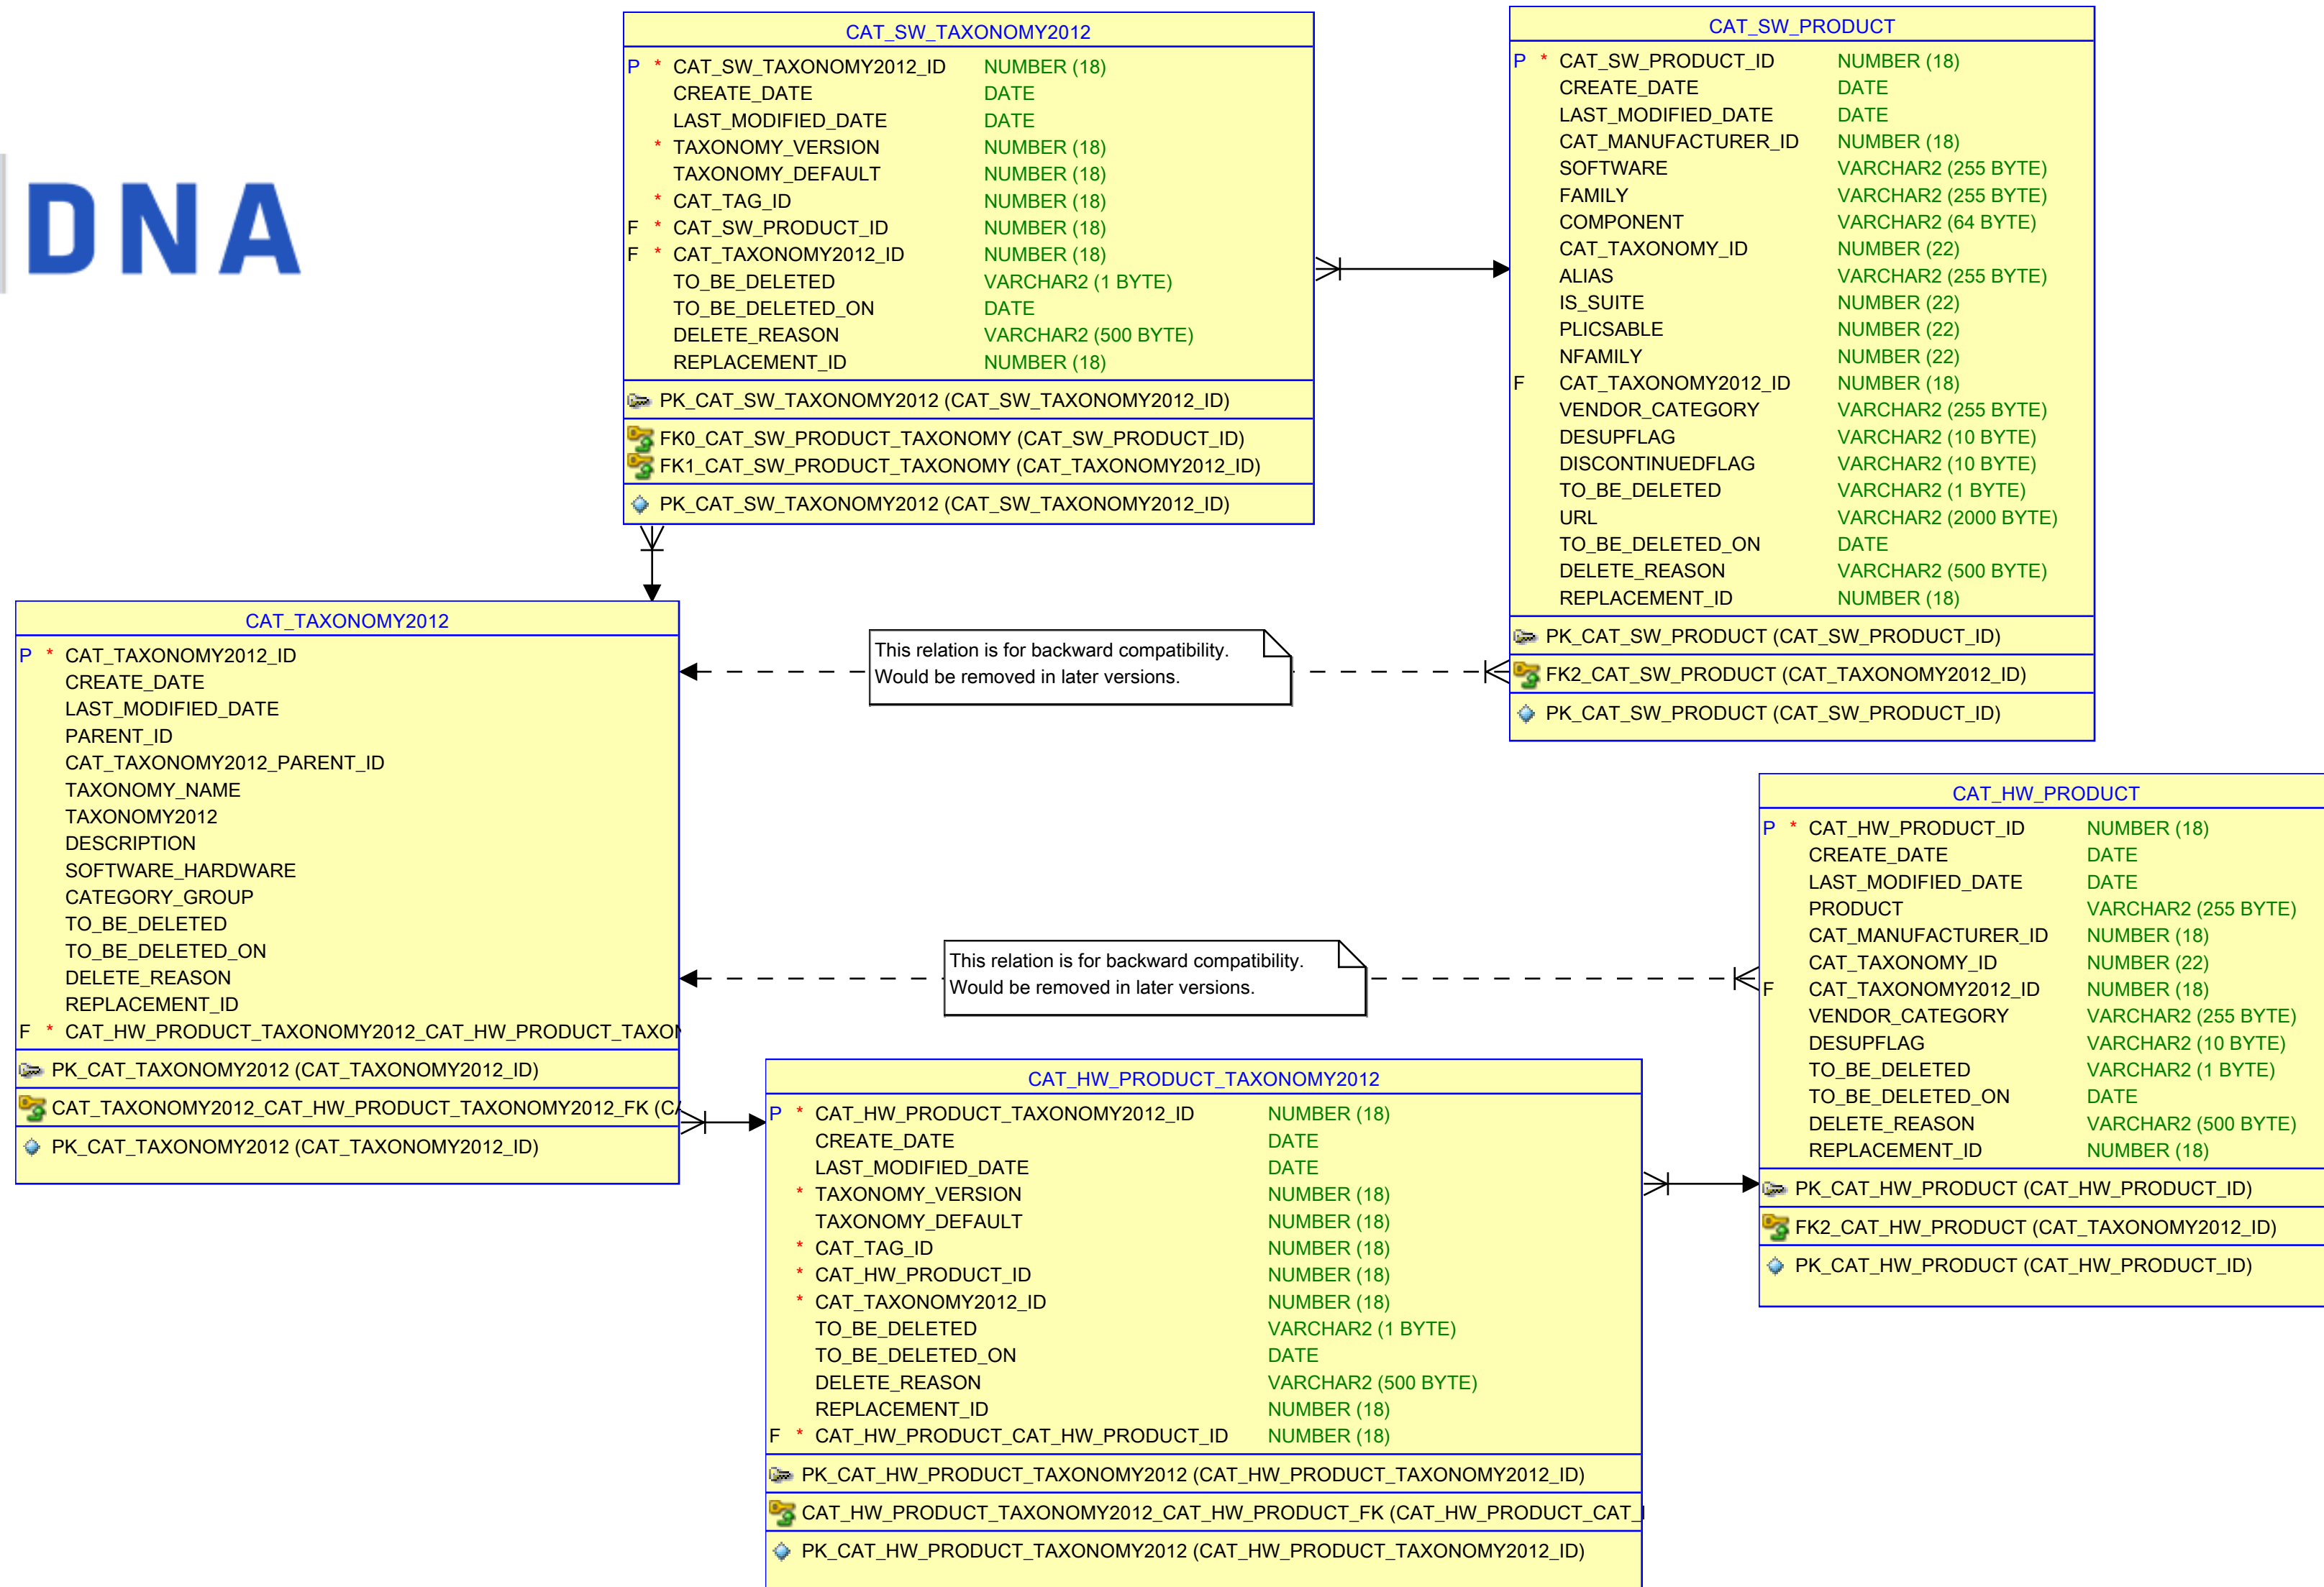 DNA
CAT_SW_TAXONOMY2012
P * CAT_SW_TAXONOMY2012_ID NUMBER (18)
CREATE_DATE DATE
LAST_MODIFIED_DATE DATE
* TAXONOMY_VERSION NUMBER (18)
TAXONOMY_DEFAULT NUMBER (18)
* CAT_TAG_ID NUMBER (18)
F * CAT_SW_PRODUCT_ID NUMBER (18)
F * CAT_TAXONOMY2012_ID NUMBER (18)
TO_BE_DELETED VARCHAR2 (1 BYTE)
TO_BE_DELETED_ON DATE
DELETE_REASON VARCHAR2 (500 BYTE)
REPLACEMENT_ID NUMBER (18)
PK_CAT_SW_TAXONOMY2012 (CAT_SW_TAXONOMY2012_ID)
FK0_CAT_SW_PRODUCT_TAXONOMY (CAT_SW_PRODUCT_ID)
FK1_CAT_SW_PRODUCT_TAXONOMY (CAT_TAXONOMY2012_ID)
PK_CAT_SW_TAXONOMY2012 (CAT_SW_TAXONOMY2012_ID)
CAT_SW_PRODUCT
P * CAT_SW_PRODUCT_ID NUMBER (18)
CREATE_DATE DATE
LAST_MODIFIED_DATE DATE
CAT_MANUFACTURER_ID NUMBER (18)
SOFTWARE VARCHAR2 (255 BYTE)
FAMILY VARCHAR2 (255 BYTE)
COMPONENT VARCHAR2 (64 BYTE)
CAT_TAXONOMY_ID NUMBER (22)
ALIAS VARCHAR2 (255 BYTE)
IS_SUITE NUMBER (22)
PLICSABLE NUMBER (22)
NFAMILY NUMBER (22)
F CAT_TAXONOMY2012_ID NUMBER (18)
VENDOR_CATEGORY VARCHAR2 (255 BYTE)
DESUPFLAG VARCHAR2 (10 BYTE)
DISCONTINUEDFLAG VARCHAR2 (10 BYTE)
TO_BE_DELETED VARCHAR2 (1 BYTE)
URL VARCHAR2 (2000 BYTE)
TO_BE_DELETED_ON DATE
DELETE_REASON VARCHAR2 (500 BYTE)
REPLACEMENT_ID NUMBER (18)
PK_CAT_SW_PRODUCT (CAT_SW_PRODUCT_ID)
FK2_CAT_SW_PRODUCT (CAT_TAXONOMY2012_ID)
PK_CAT_SW_PRODUCT (CAT_SW_PRODUCT_ID)
CAT_TAXONOMY2012
P * CAT_TAXONOMY2012_ID
CREATE_DATE
LAST_MODIFIED_DATE
PARENT_ID
CAT_TAXONOMY2012_PARENT_ID
TAXONOMY_NAME
TAXONOMY2012
DESCRIPTION
SOFTWARE_HARDWARE
CATEGORY_GROUP
TO_BE_DELETED
TO_BE_DELETED_ON
DELETE_REASON
REPLACEMENT_ID
F * CAT_HW_PRODUCT_TAXONOMY2012_CAT_HW_PRODUCT_TAXON
PK_CAT_TAXONOMY2012 (CAT_TAXONOMY2012_ID)
CAT_TAXONOMY2012_CAT_HW_PRODUCT_TAXONOMY2012_FK (CA
PK_CAT_TAXONOMY2012 (CAT_TAXONOMY2012_ID)
This relation is for backward compatibility.
Would be removed in later versions.
This relation is for backward compatibility.
Would be removed in later versions.
CAT_HW_PRODUCT
P * CAT_HW_PRODUCT_ID NUMBER (18)
CREATE_DATE DATE
LAST_MODIFIED_DATE DATE
PRODUCT VARCHAR2 (255 BYTE)
CAT_MANUFACTURER_ID NUMBER (18)
CAT_TAXONOMY_ID NUMBER (22)
F CAT_TAXONOMY2012_ID NUMBER (18)
VENDOR_CATEGORY VARCHAR2 (255 BYTE)
DESUPFLAG VARCHAR2 (10 BYTE)
TO_BE_DELETED VARCHAR2 (1 BYTE)
TO_BE_DELETED_ON DATE
DELETE_REASON VARCHAR2 (500 BYTE)
REPLACEMENT_ID NUMBER (18)
PK_CAT_HW_PRODUCT (CAT_HW_PRODUCT_ID)
FK2_CAT_HW_PRODUCT (CAT_TAXONOMY2012_ID)
PK_CAT_HW_PRODUCT (CAT_HW_PRODUCT_ID)
CAT_HW_PRODUCT_TAXONOMY2012
P * CAT_HW_PRODUCT_TAXONOMY2012_ID NUMBER (18)
CREATE_DATE DATE
LAST_MODIFIED_DATE DATE
* TAXONOMY_VERSION NUMBER (18)
TAXONOMY_DEFAULT NUMBER (18)
* CAT_TAG_ID NUMBER (18)
* CAT_HW_PRODUCT_ID NUMBER (18)
* CAT_TAXONOMY2012_ID NUMBER (18)
TO_BE_DELETED VARCHAR2 (1 BYTE)
TO_BE_DELETED_ON DATE
DELETE_REASON VARCHAR2 (500 BYTE)
REPLACEMENT_ID NUMBER (18)
F * CAT_HW_PRODUCT_CAT_HW_PRODUCT_ID NUMBER (18)
PK_CAT_HW_PRODUCT_TAXONOMY2012 (CAT_HW_PRODUCT_TAXONOMY2012_ID)
CAT_HW_PRODUCT_TAXONOMY2012_CAT_HW_PRODUCT_FK (CAT_HW_PRODUCT_CAT_
PK_CAT_HW_PRODUCT_TAXONOMY2012 (CAT_HW_PRODUCT_TAXONOMY2012_ID)